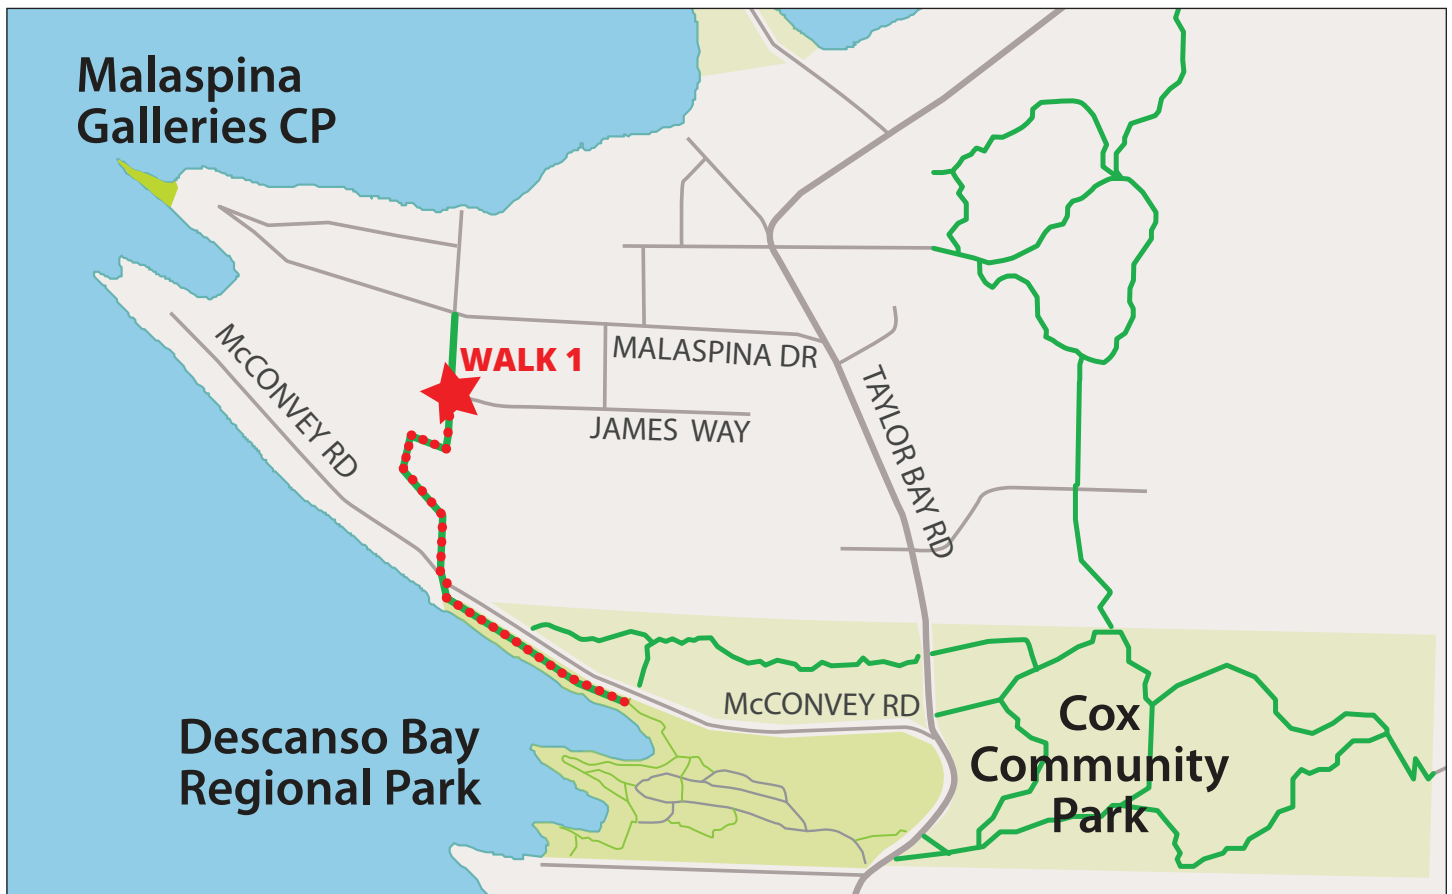 Malaspina
Galleries CP
WALK 1
MALASPINA DR
McCONVEY RD
JAMES WAY
TAYLOR BAY RD
McCONVEY RD
Descanso Bay
Regional Park
Cox
Community
Park